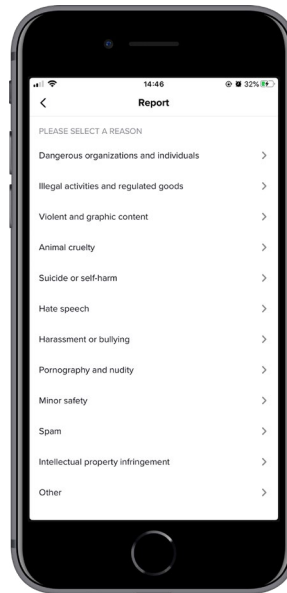 14:46
32%
Report
PLEASE SELECT A REASON
Dangerous organizations and individuals
Illegal activities and regulated goods
Violent and graphic content
Animal cruelty
Suicide or self-harm
Hate speech
Harassment or bullying
Pornography and nudity
Minor safety
Spam
Intellectual property infringement
Other